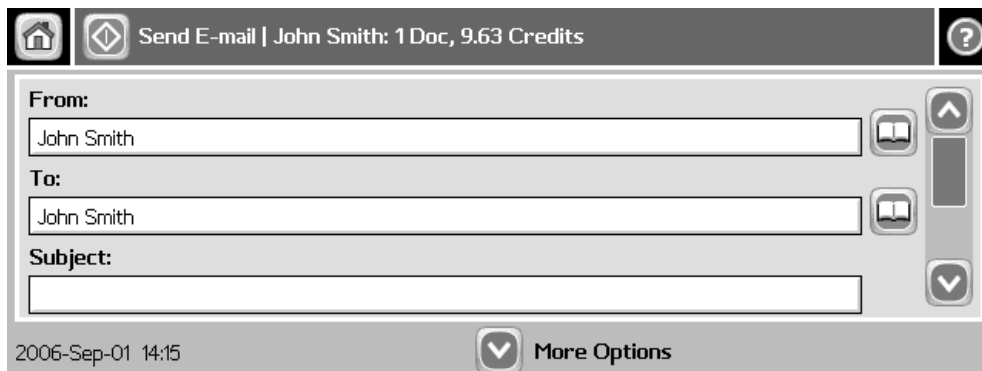 Send E-mail | John Smith: 1 Doc, 9.63 Credits
?
From:
John Smith
To:
John Smith
Subject:
2006-Sep-01 14:15
More Options